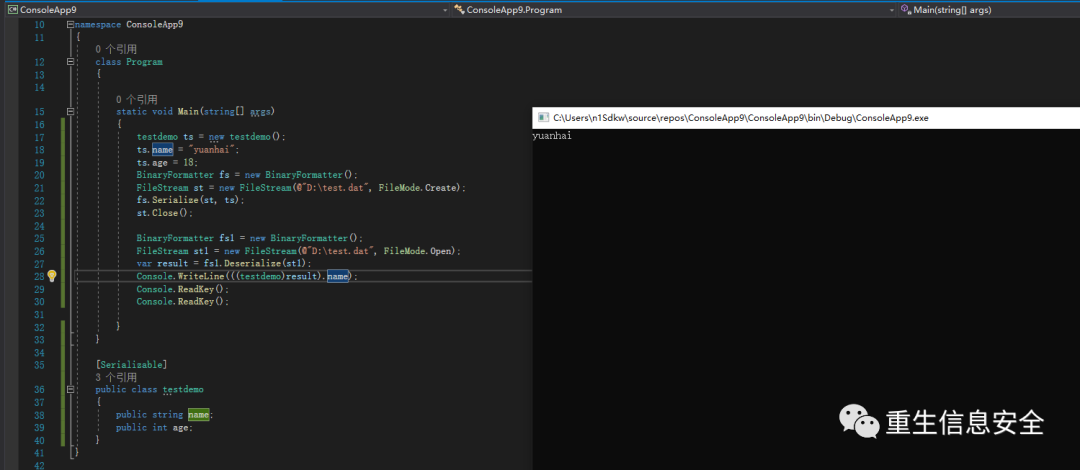 ConsoleApp9 ConsoleApp9.Program Main(string[] args)
10 namespace ConsoleApp9
11 {
0 个引用
12 class Program
13 {
14
0 个引用
15 static void Main(string[] args)
16 {
17 testdemo ts = new testdemo();
18 ts.name = "yuanhai";
19 ts.age = 18;
20 BinaryFormatter fs = new BinaryFormatter();
21 FileStream st = new FileStream(@"D:\test.dat", FileMode.Create);
22 fs.Serialize(st, ts);
23 st.Close();
24
25 BinaryFormatter fs1 = new BinaryFormatter();
26 FileStream st1 = new FileStream(@"D:\test.dat", FileMode.Open);
27 var result = fs1.Deserialize(st1);
28 Console.WriteLine(((testdemo)result).name);
29 Console.ReadKey();
30 Console.ReadKey();
31
32 }
33 }
34
35 [Serializable]
3 个引用
36 public class testdemo
37 {
38 public string name;
39 public int age;
40 }
41 }
42
C:\Users\n1Sdkw\source\repos\ConsoleApp9\ConsoleApp9\bin\Debug\ConsoleApp9.exe
yuanhai
重生信息安全